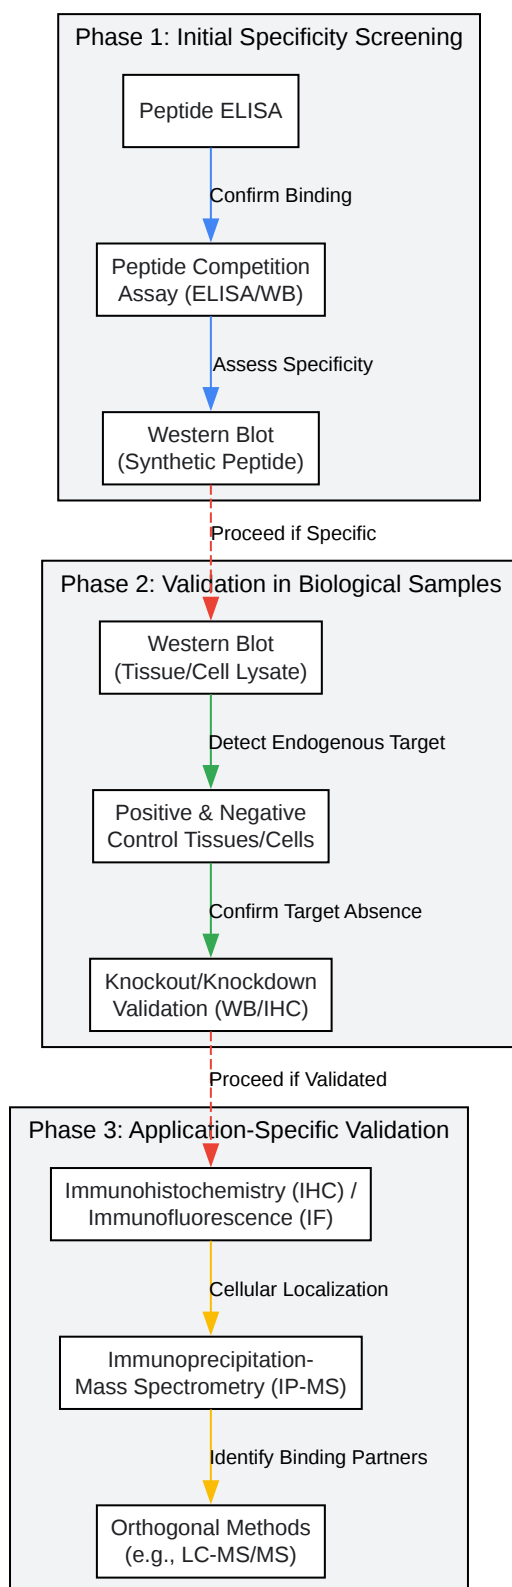 Phase 1: Initial Specificity Screening
Peptide ELISA
Confirm Binding
Peptide Competition
Assay (ELISA/WB)
Assess Specificity
Western Blot
(Synthetic Peptide)
Proceed if Specific
Phase 2: Validation in Biological Samples
Western Blot
(Tissue/Cell Lysate)
Detect Endogenous Target
Positive & Negative
Control Tissues/Cells
Confirm Target Absence
Knockout/Knockdown
Validation (WB/IHC)
Proceed if Validated
Phase 3: Application-Specific Validation
Immunohistochemistry (IHC) /
Immunofluorescence (IF)
Cellular Localization
Immunoprecipitation-
Mass Spectrometry (IP-MS)
Identify Binding Partners
Orthogonal Methods
(e.g., LC-MS/MS)